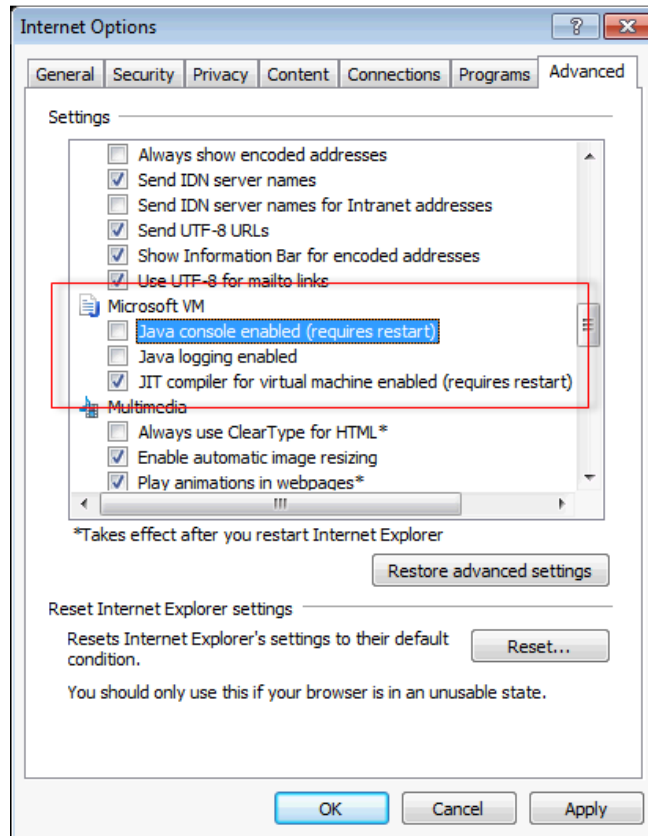 Internet Options
General Security Privacy Content Connections Programs Advanced
Settings
Always show encoded addresses
Send IDN server names
Send IDN server names for Intranet addresses
Send UTF-8 URLs
Show Information Bar for encoded addresses
Use UTF-8 for mailto links
Microsoft VM
Java console enabled (requires restart)
Java logging enabled
JIT compiler for virtual machine enabled (requires restart)
Multimedia
Always use ClearType for HTML*
Enable automatic image resizing
Play animations in webpages*
*Takes effect after you restart Internet Explorer
Restore advanced settings
Reset Internet Explorer settings
Resets Internet Explorer's settings to their default
condition.
Reset...
You should only use this if your browser is in an unusable state.
OK Cancel Apply